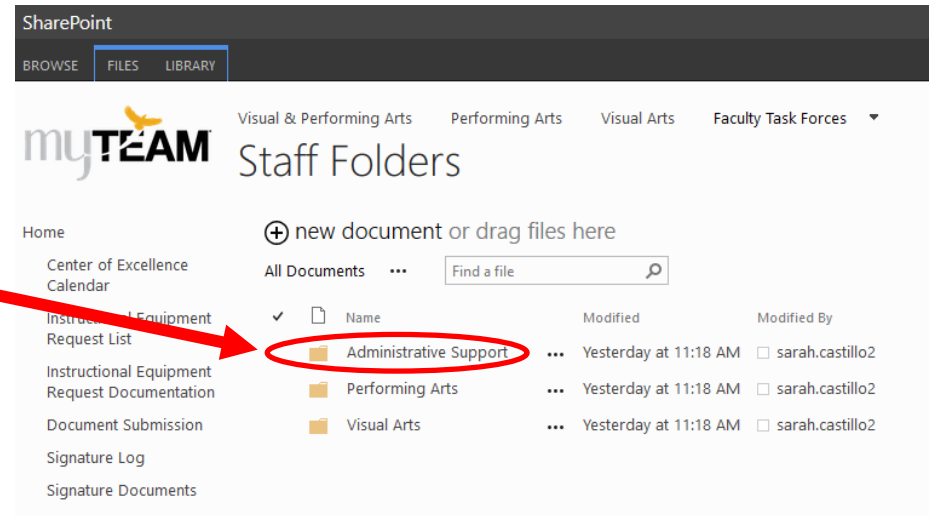 SharePoint
BROWSE FILES LIBRARY
myTEAM
Visual & Performing Arts Performing Arts Visual Arts Faculty Task Forces
Staff Folders
Home
Center of Excellence
Calendar
Instructional Equipment
Request List
Instructional Equipment
Request Documentation
Document Submission
Signature Log
Signature Documents
new document or drag files here
All Documents ••• Find a file
Name Modified Modified By
Administrative Support ••• Yesterday at 11:18 AM sarah.castillo2
Performing Arts ••• Yesterday at 11:18 AM sarah.castillo2
Visual Arts ••• Yesterday at 11:18 AM sarah.castillo2